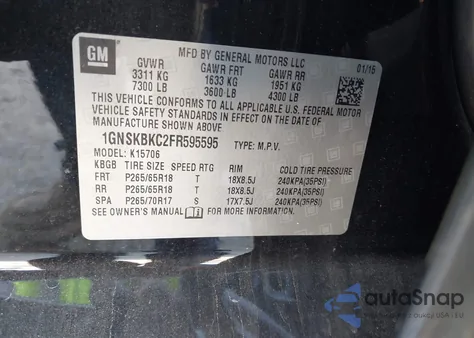 GM
MFD. BY GENERAL MOTORS LLC
01/15
GVWR GAWR FRT GAWR RR
3311 KG 1633 KG 1951 KG
7300 LB 3600 LB 4300 LB
THIS VEHICLE CONFORMS TO ALL APPLICABLE U.S. FEDERAL MOTOR
VEHICLE SAFETY STANDARDS IN EFFECT ON THE DATE OF
MANUFACTURE SHOWN ABOVE.
1GNSKBKC2FR595595 TYPE: M.P.V.
MODEL: K15706
KBGB TIRE SIZE SPEED RTG RIM COLD TIRE PRESSURE
FRT P265/65R18 T 18X8.5J 240KPA(35PSI)
RR P265/65R18 T 18X8.5J 240KPA(35PSI)
SPA P265/70R17 S 17X7.5J 240KPA(35PSI)
SEE OWNER'S MANUAL FOR MORE INFORMATION
autoSnap